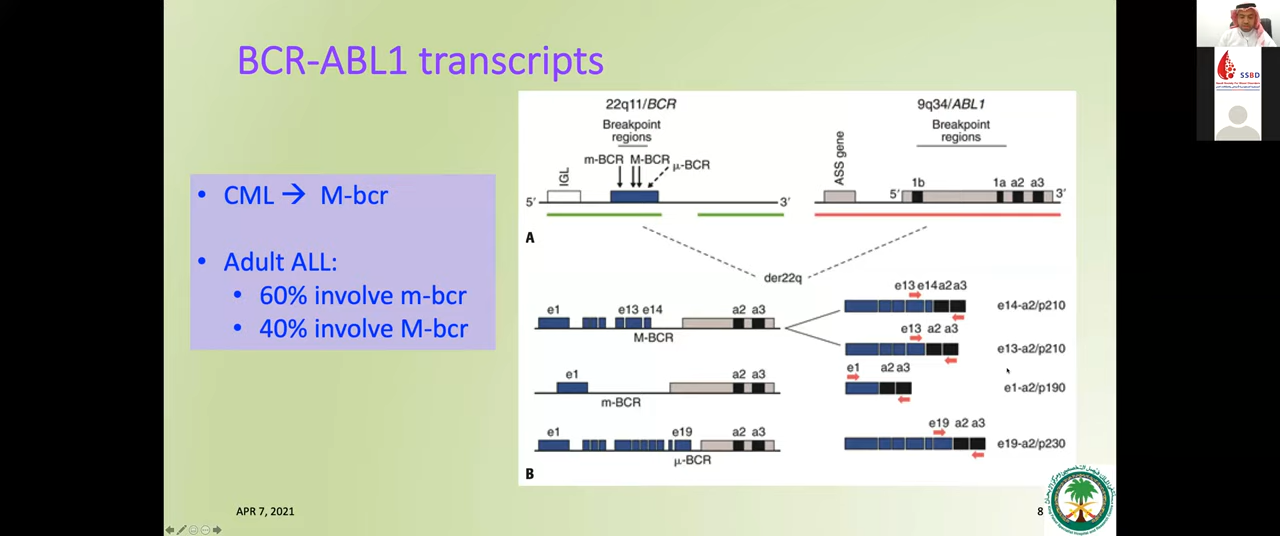 BCR-ABL1 transcripts
• CML → M-bcr
• Adult ALL:
• 60% involve m-bcr
• 40% involve M-bcr
22q11/BCR
Breakpoint
regions
m-BCR M-BCR
μ-BCR
IGL
5′ 3′
9q34/ABL1
Breakpoint
regions
ASS gene
5′ 1b 1a a2 a3 3′
A
der22q
e1 e13 e14 a2 a3
M-BCR
e13 e14 a2 a3
e14-a2/p210
e13 a2 a3
e13-a2/p210
e1 a2 a3
m-BCR
e1 a2 a3
e1-a2/p190
e1 e19 a2 a3
μ-BCR
e19 a2 a3
e19-a2/p230
B
APR 7, 2021
8
SSBD